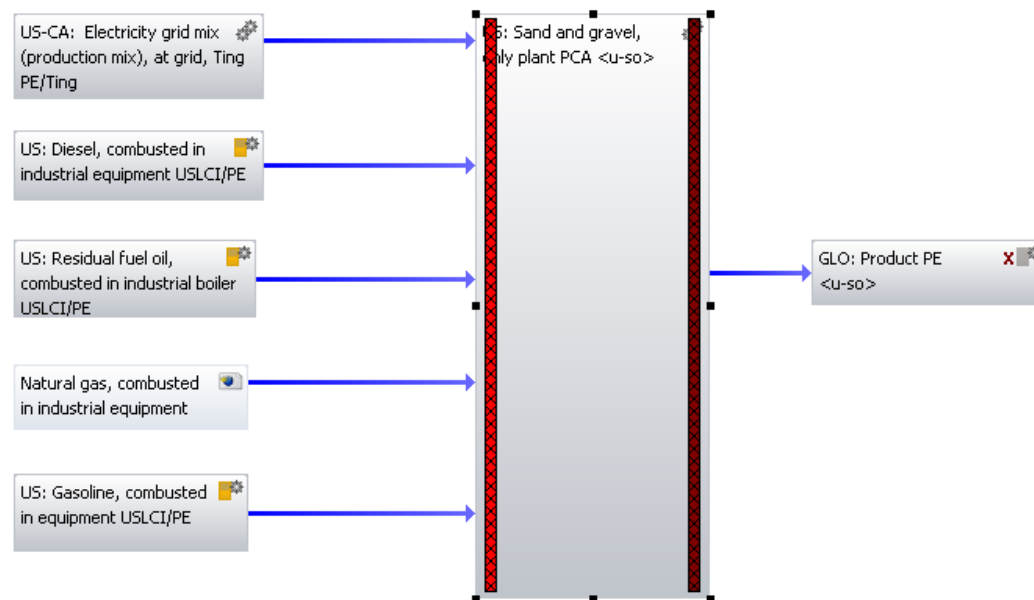 US-CA: Electricity grid mix
(production mix), at grid, Ting
PE/Ting
US: Diesel, combusted in
industrial equipment USLCI/PE
US: Residual fuel oil,
combusted in industrial boiler
USLCI/PE
Natural gas, combusted
in industrial equipment
US: Gasoline, combusted
in equipment USLCI/PE
Sand and gravel,
plant PCA <u-so>
GLO: Product PE
X
<u-so>